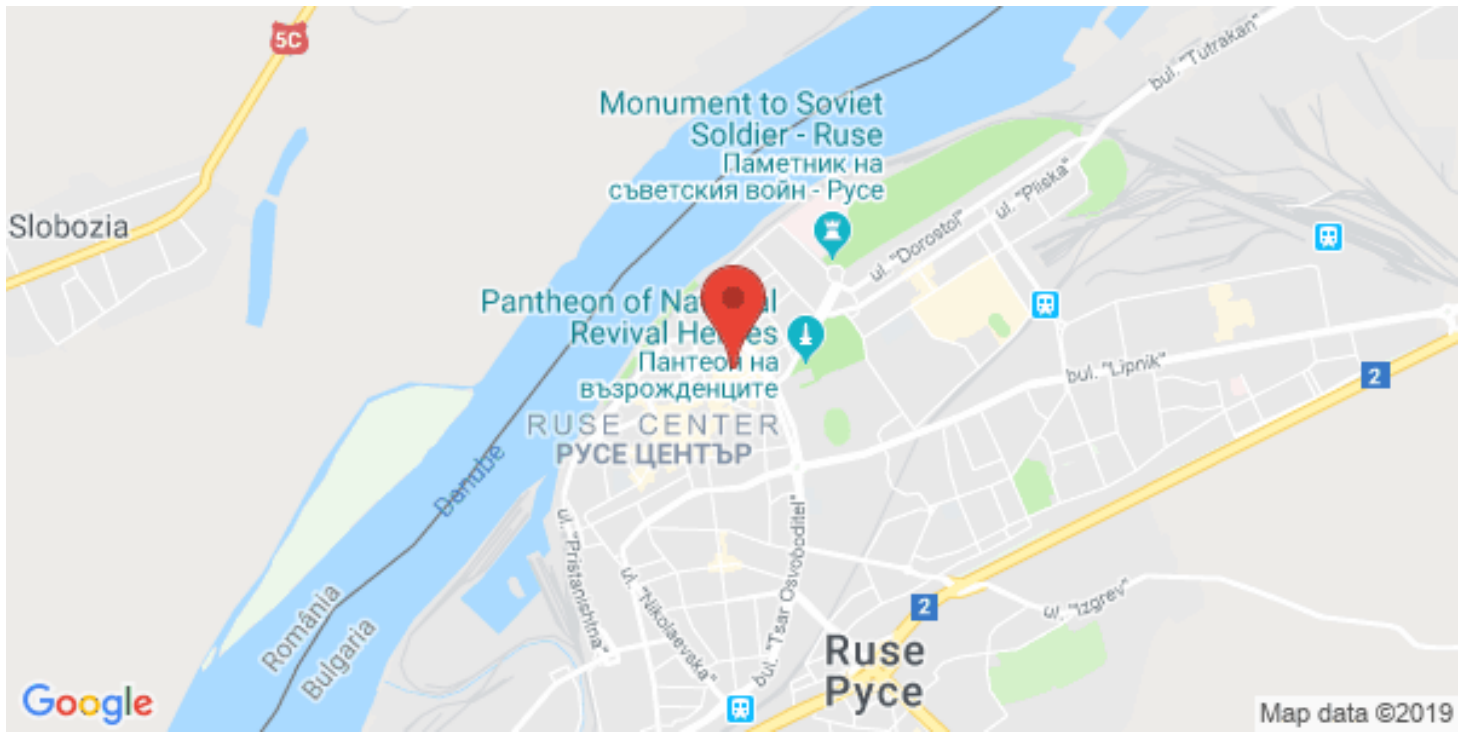 5C
bul. "Tutrakan"
Monument to Soviet
Soldier - Ruse
Паметник на
съветския войн - Русе
ul. "Pliska"
Slobozia
ul. "Dorostol"
Pantheon of National
Revival Heroes
Пантеон на
възрожденците
bul. "Lipnik"
2
RUSE CENTER
РУСЕ ЦЕНТЪР
Danube
ul. "Pristanishtna"
bul. "Tsar Osvoboditel"
ul. "Nikolaevska"
2
ul. "Izgrev"
România
Bulgaria
Ruse
Русе
Google
Map data ©2019